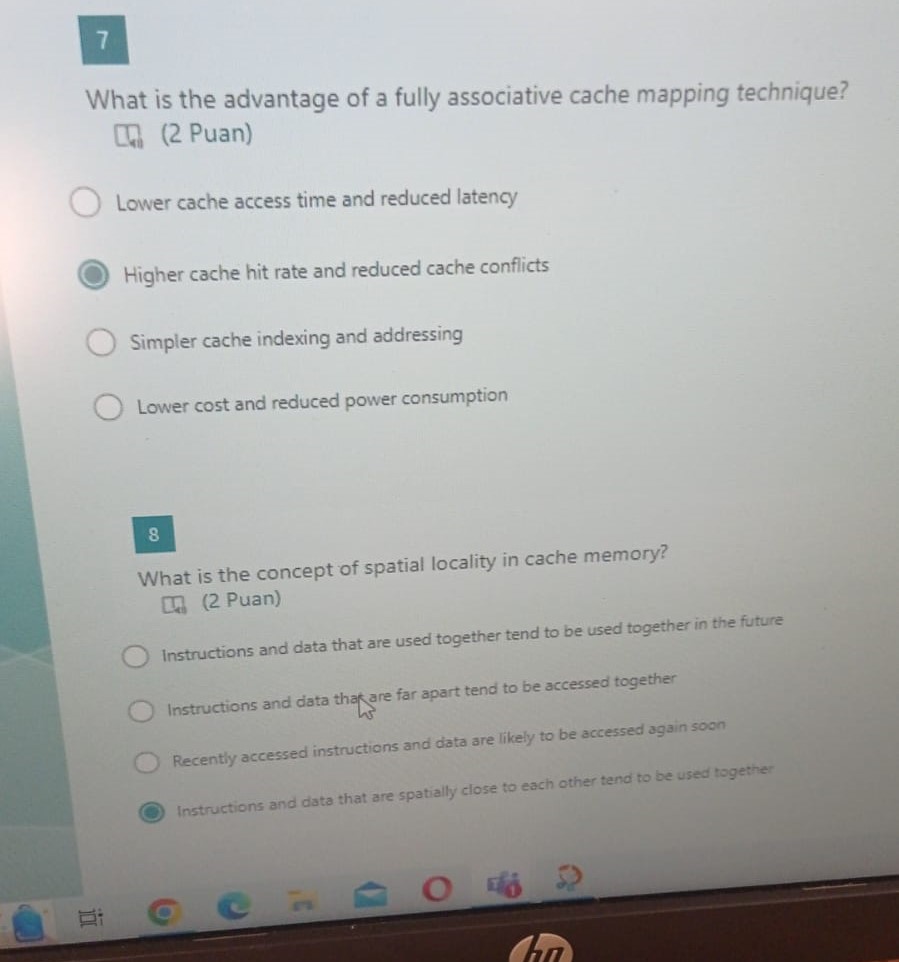 7
What is the advantage of a fully associative cache mapping technique?
(2 Puan)
Lower cache access time and reduced latency
Higher cache hit rate and reduced cache conflicts
Simpler cache indexing and addressing
Lower cost and reduced power consumption
8
What is the concept of spatial locality in cache memory?
(2 Puan)
Instructions and data that are used together tend to be used together in the future
Instructions and data that are far apart tend to be accessed together
Recently accessed instructions and data are likely to be accessed again soon
Instructions and data that are spatially close to each other tend to be used together
hp